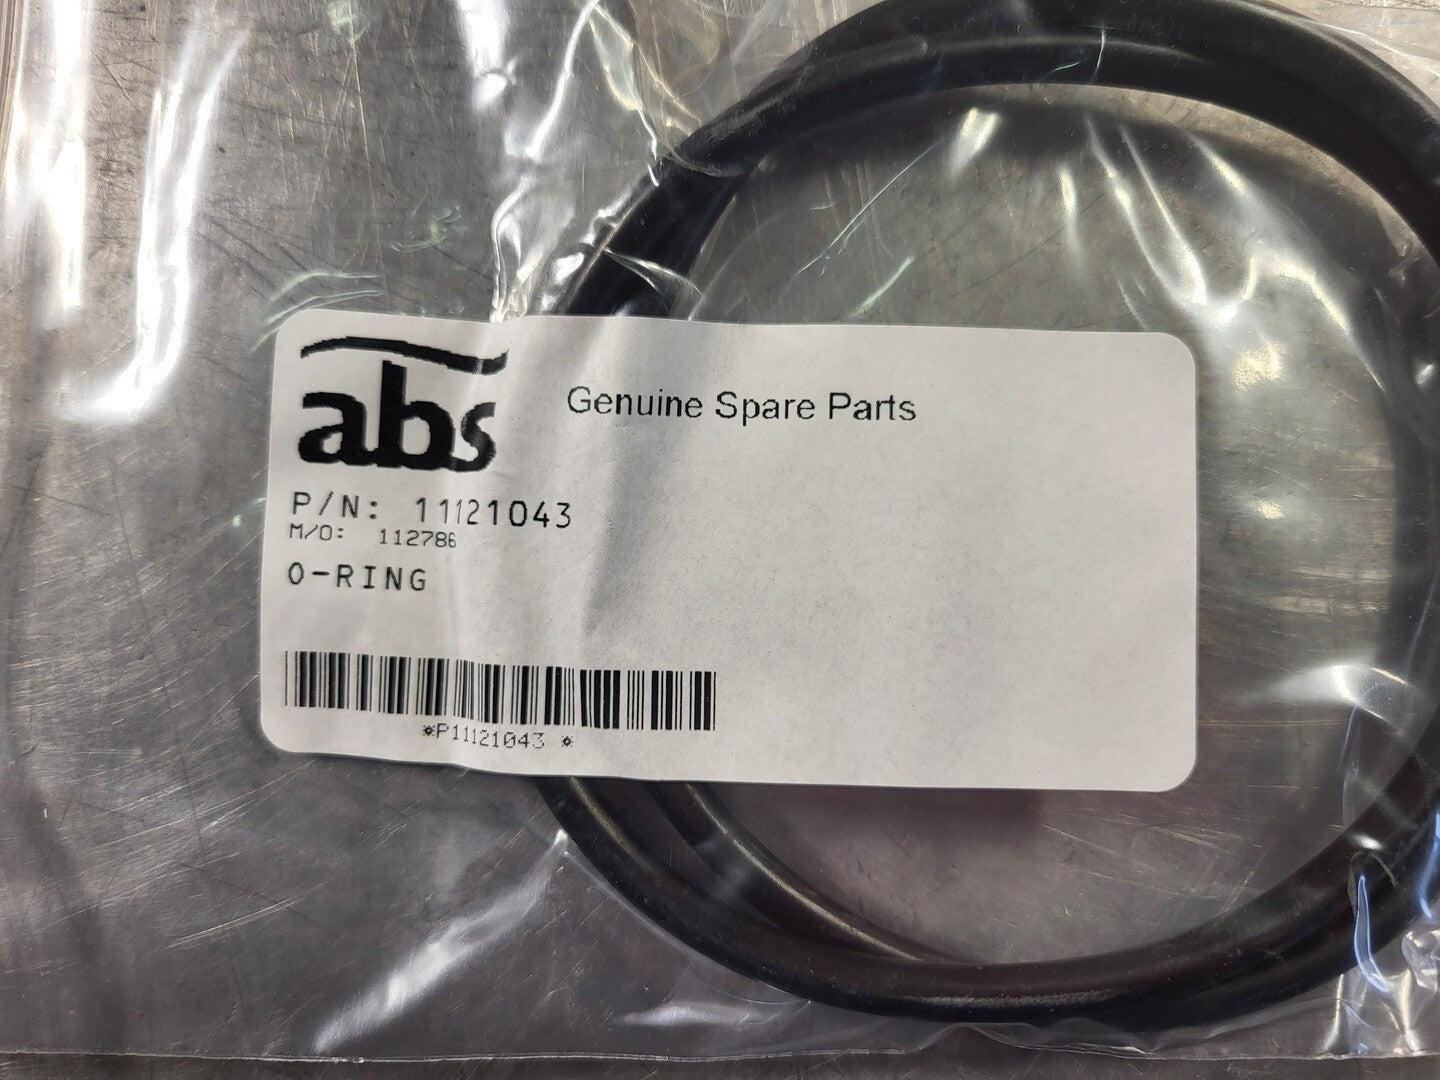 abs
Genuine Spare Parts
P/N: 11121043
M/O: 112786
O-RING
*P11121043 *